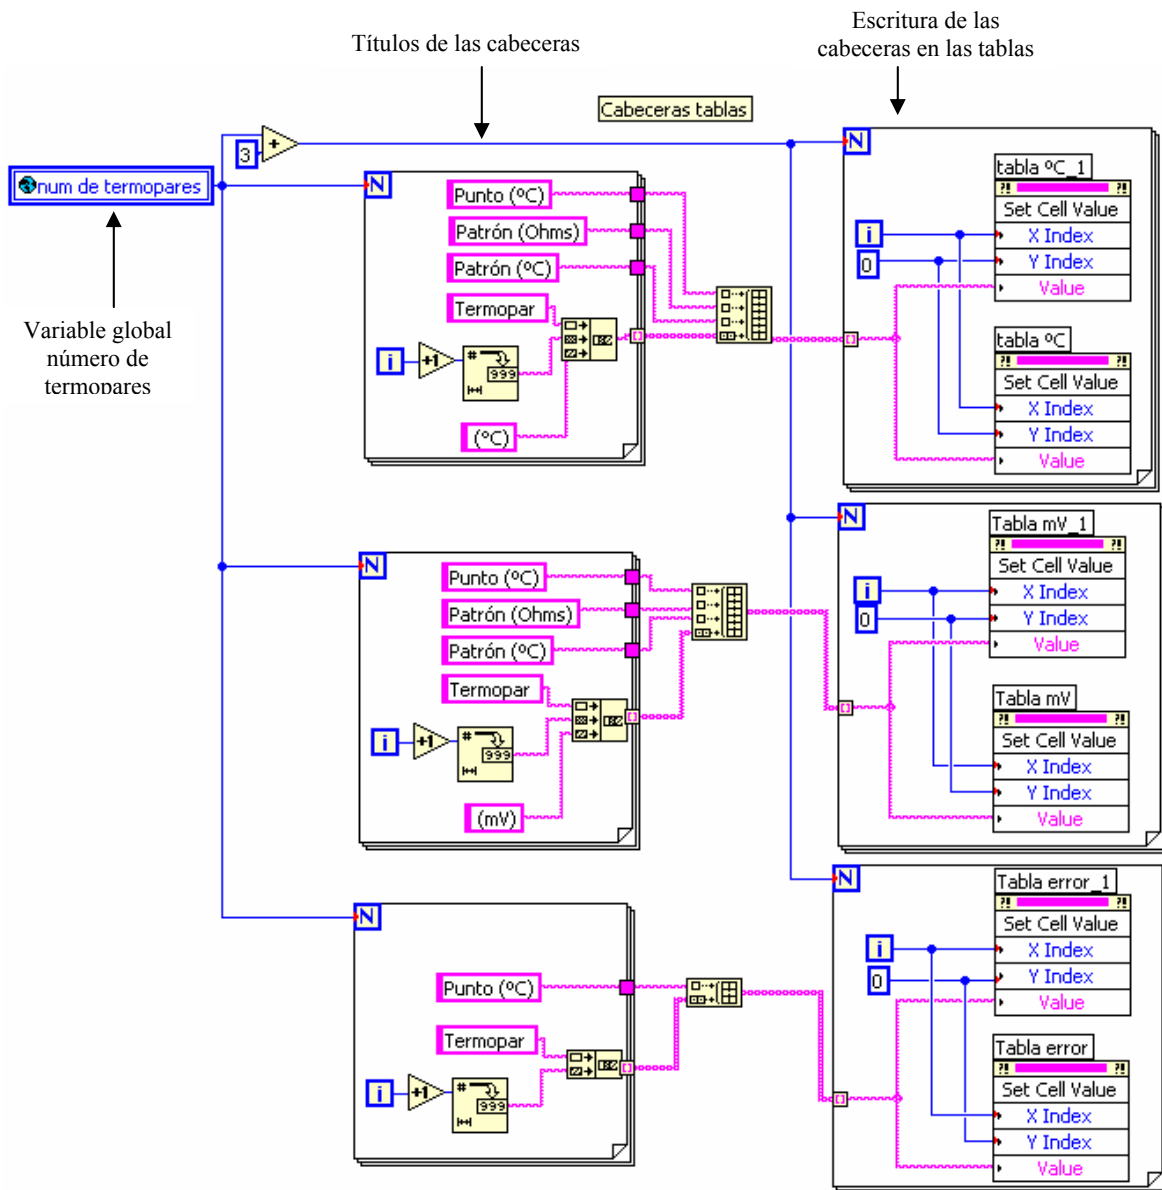 Títulos de las cabeceras
Escritura de las
cabeceras en las tablas
Cabeceras tablas
3
+
num de termopares
Variable global
número de
termopares
N
Punto (ºC)
Patrón (Ohms)
Patrón (ºC)
Termopar
i
+1
#
999
(ºC)
N
tabla ºC_1
?! ?!
Set Cell Value
i
X Index
0
Y Index
Value
tabla ºC
?! ?!
Set Cell Value
X Index
Y Index
Value
N
Punto (ºC)
Patrón (Ohms)
Patrón (ºC)
Termopar
i
+1
#
999
(mV)
N
Tabla mV_1
?! ?!
Set Cell Value
i
X Index
0
Y Index
Value
Tabla mV
?! ?!
Set Cell Value
X Index
Y Index
Value
N
Punto (ºC)
Termopar
i
+1
#
999
N
Tabla error_1
?! ?!
Set Cell Value
i
X Index
0
Y Index
Value
Tabla error
?! ?!
Set Cell Value
X Index
Y Index
Value